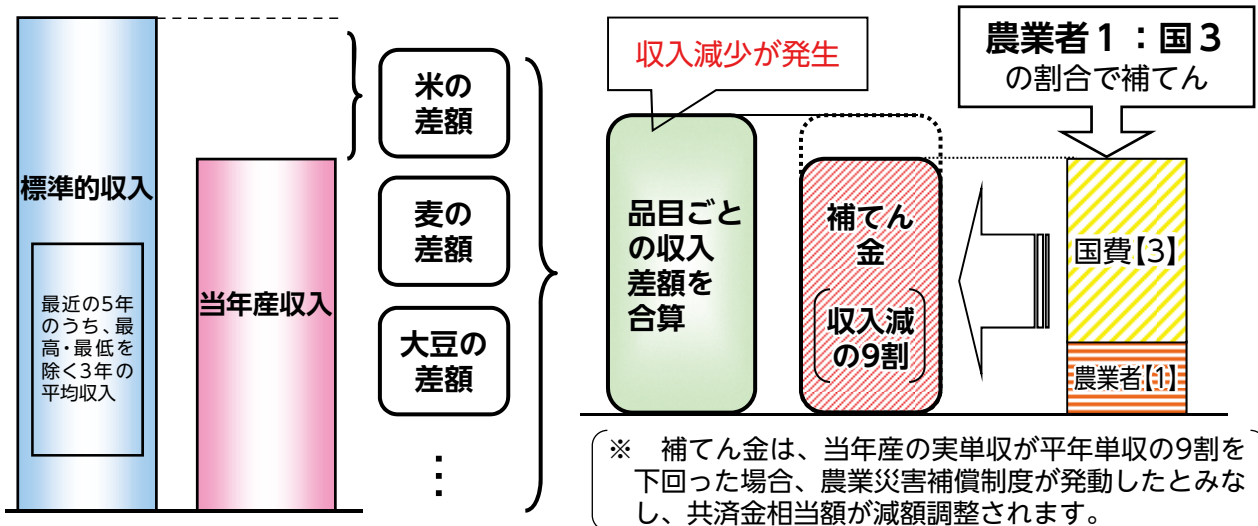 標準的収入
最近の5年
のうち、最
高・最低を
除く3年の
平均収入
当年産収入
米の
差額
麦の
差額
大豆の
差額
⋮
収入減少が発生
品目ごと
の収入
差額を
合算
補てん
金
収入減
の9割
農業者1:国3
の割合で補てん
国費【3】
農業者【1】
※ 補てん金は、当年産の実単収が平年単収の9割を
下回った場合、農業災害補償制度が発動したとみな
し、共済金相当額が減額調整されます。